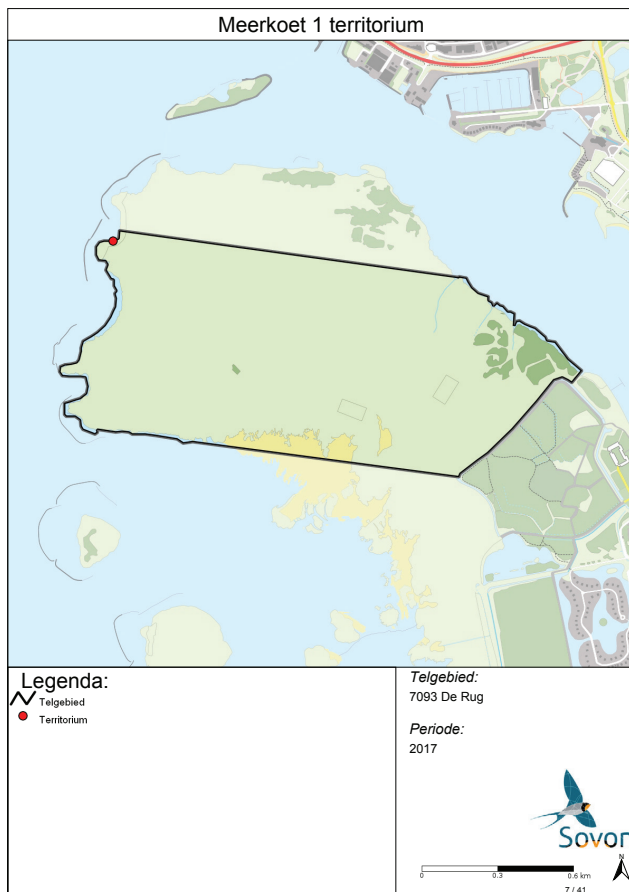 Meerkoet 1 territorium
Legenda:
Telgebied
Territorium
Telgebied:
7093 De Rug
Periode:
2017
Sovon
N
0 0.3 0.6 km
7 / 41